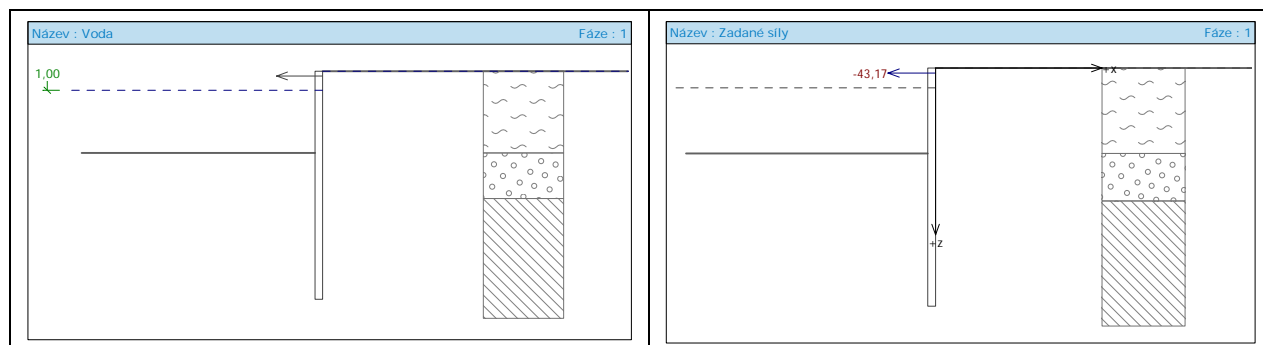 Název : Voda
Fáze : 1
1,00
Název : Zadané síly
Fáze : 1
-43,17
+x
+z